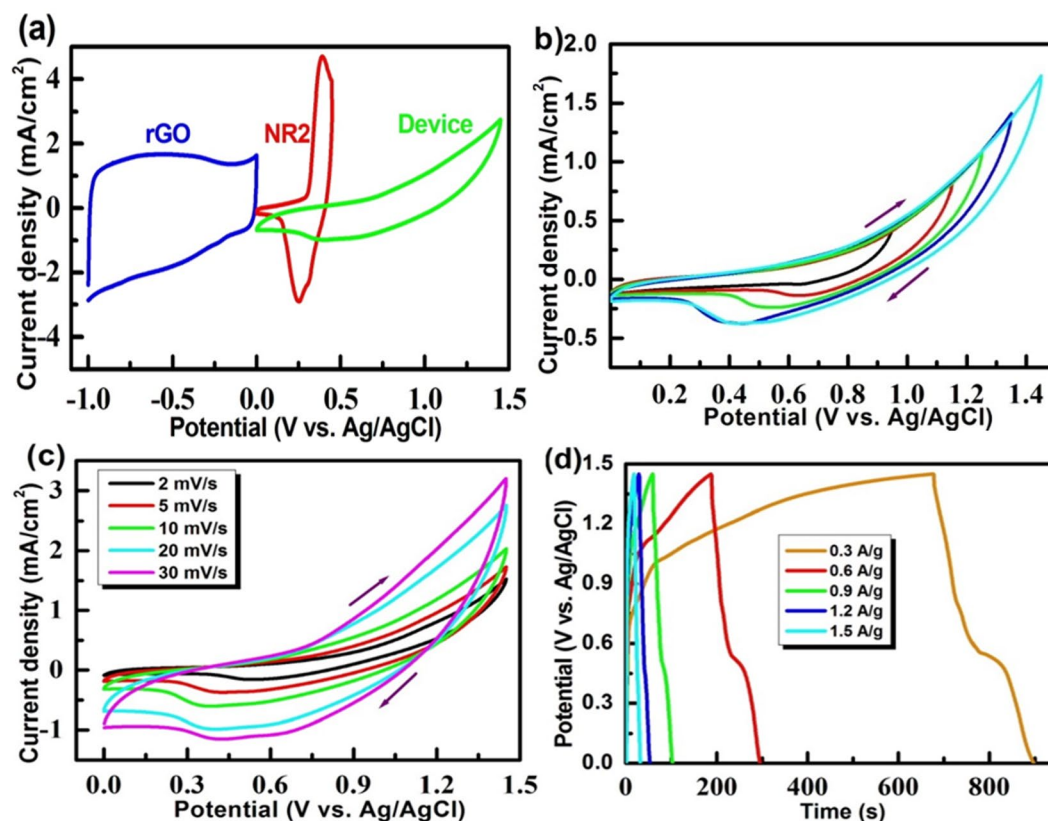 (a)
Current density (mA/cm²)
4
2
0
-2
-4
rGO
NR2
Device
-1.0
-0.5
0.0
0.5
1.0
1.5
Potential (V vs. Ag/AgCl)
b)
Current density (mA/cm²)
2.0
1.5
1.0
0.5
0.0
-0.5
0.2
0.4
0.6
0.8
1.0
1.2
1.4
Potential (V vs. Ag/AgCl)
(c)
Current density (mA/cm²)
3
2
1
0
-1
2 mV/s
5 mV/s
10 mV/s
20 mV/s
30 mV/s
0.0
0.3
0.6
0.9
1.2
1.5
Potential (V vs. Ag/AgCl)
(d)
Potential (V vs. Ag/AgCl)
1.5
1.2
0.9
0.6
0.3
0.0
0.3 A/g
0.6 A/g
0.9 A/g
1.2 A/g
1.5 A/g
0
200
400
600
800
Time (s)